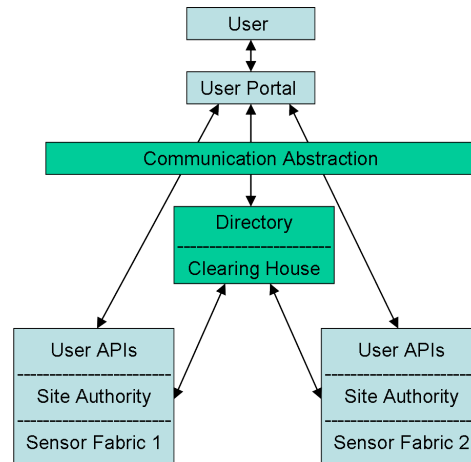 User
User Portal
Communication Abstraction
Directory
Clearing House
User APIs
Site Authority
Sensor Fabric 1
User APIs
Site Authority
Sensor Fabric 2